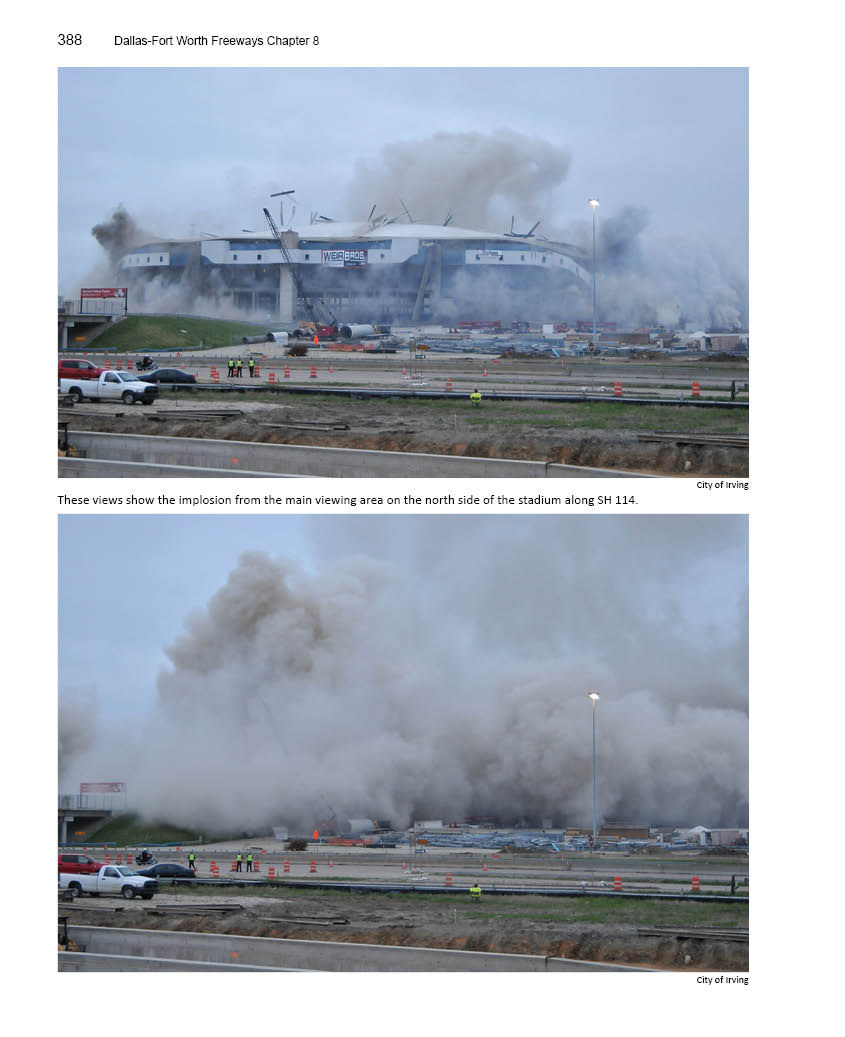 388 Dallas-Fort Worth Freeways Chapter 8
WEIR BROS
City of Irving
These views show the implosion from the main viewing area on the north side of the stadium along SH 114.
City of Irving